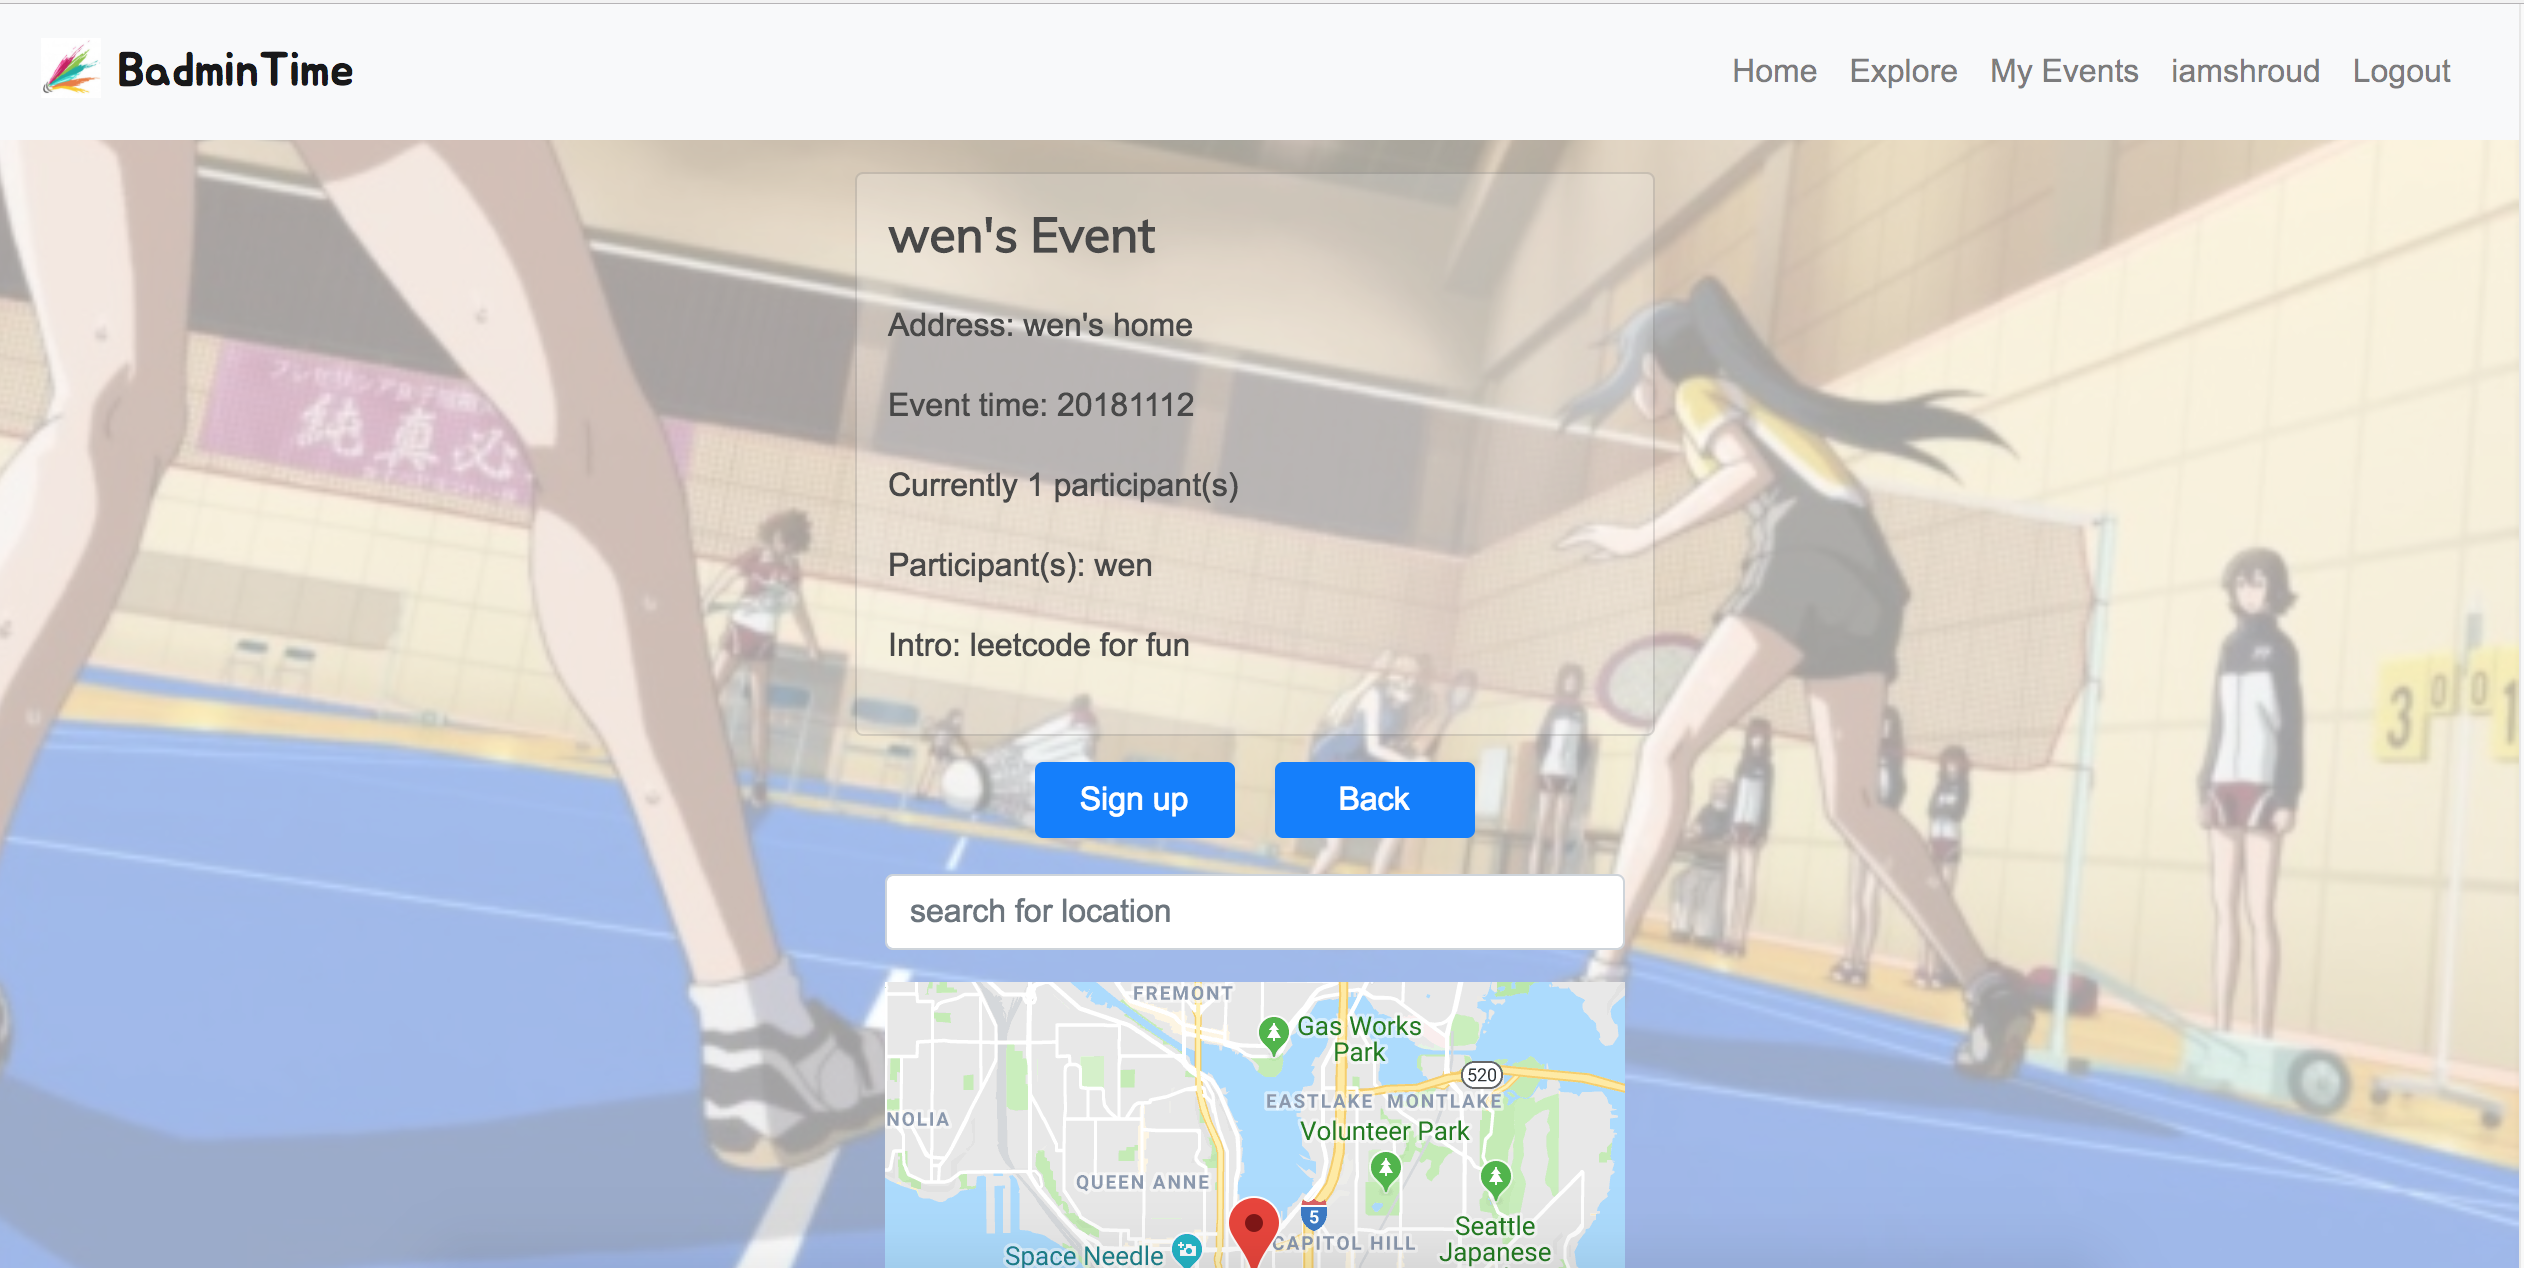 BadminTime
Home Explore My Events iamshroud Logout
wen's Event
Address: wen's home
Event time: 20181112
Currently 1 participant(s)
Participant(s): wen
Intro: leetcode for fun
純真必
Sign up Back
search for location
FREMONT
Gas Works
Park
520
EASTLAKE MONTLAKE
NOLIA
Volunteer Park
QUEEN ANNE
5
CAPITOL HILL
Seattle
Japanese
Space Needle
3 0 0 1